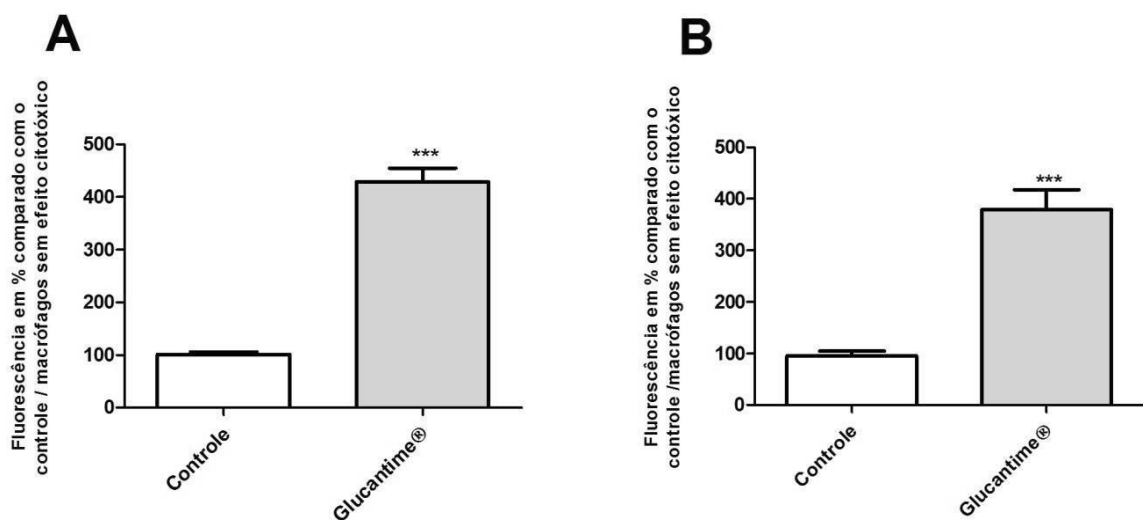 A
Fluorescência em % comparado com o
controle / macrófagos sem efeito citotóxico
500
400
300
200
100
0
***
Controle
Glucantime®
B
Fluorescência em % comparado com o
controle /macrófagos sem efeito citotóxico
500
400
300
200
100
0
***
Controle
Glucantime®